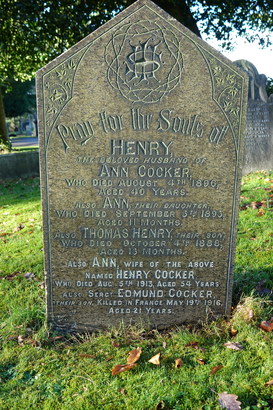 IHS
Pray for the Souls of
HENRY,
THE BELOVED HUSBAND OF
ANN COCKER,
WHO DIED AUGUST 4TH 1890,
AGED 40 YEARS.
ALSO ANN, THEIR DAUGHTER,
WHO DIED SEPTEMBER 3RD 1893,
AGED 11 MONTHS.
ALSO THOMAS HENRY, THEIR SON,
WHO DIED OCTOBER 4TH 1888,
AGED 13 MONTHS.
ALSO ANN, WIFE OF THE ABOVE
NAMED HENRY COCKER
WHO DIED AUG 5TH 1913, AGED 54 YEARS.
ALSO SERGT. EDMUND COCKER,
THEIR SON, KILLED IN FRANCE MAY 19TH 1916,
AGED 21 YEARS.